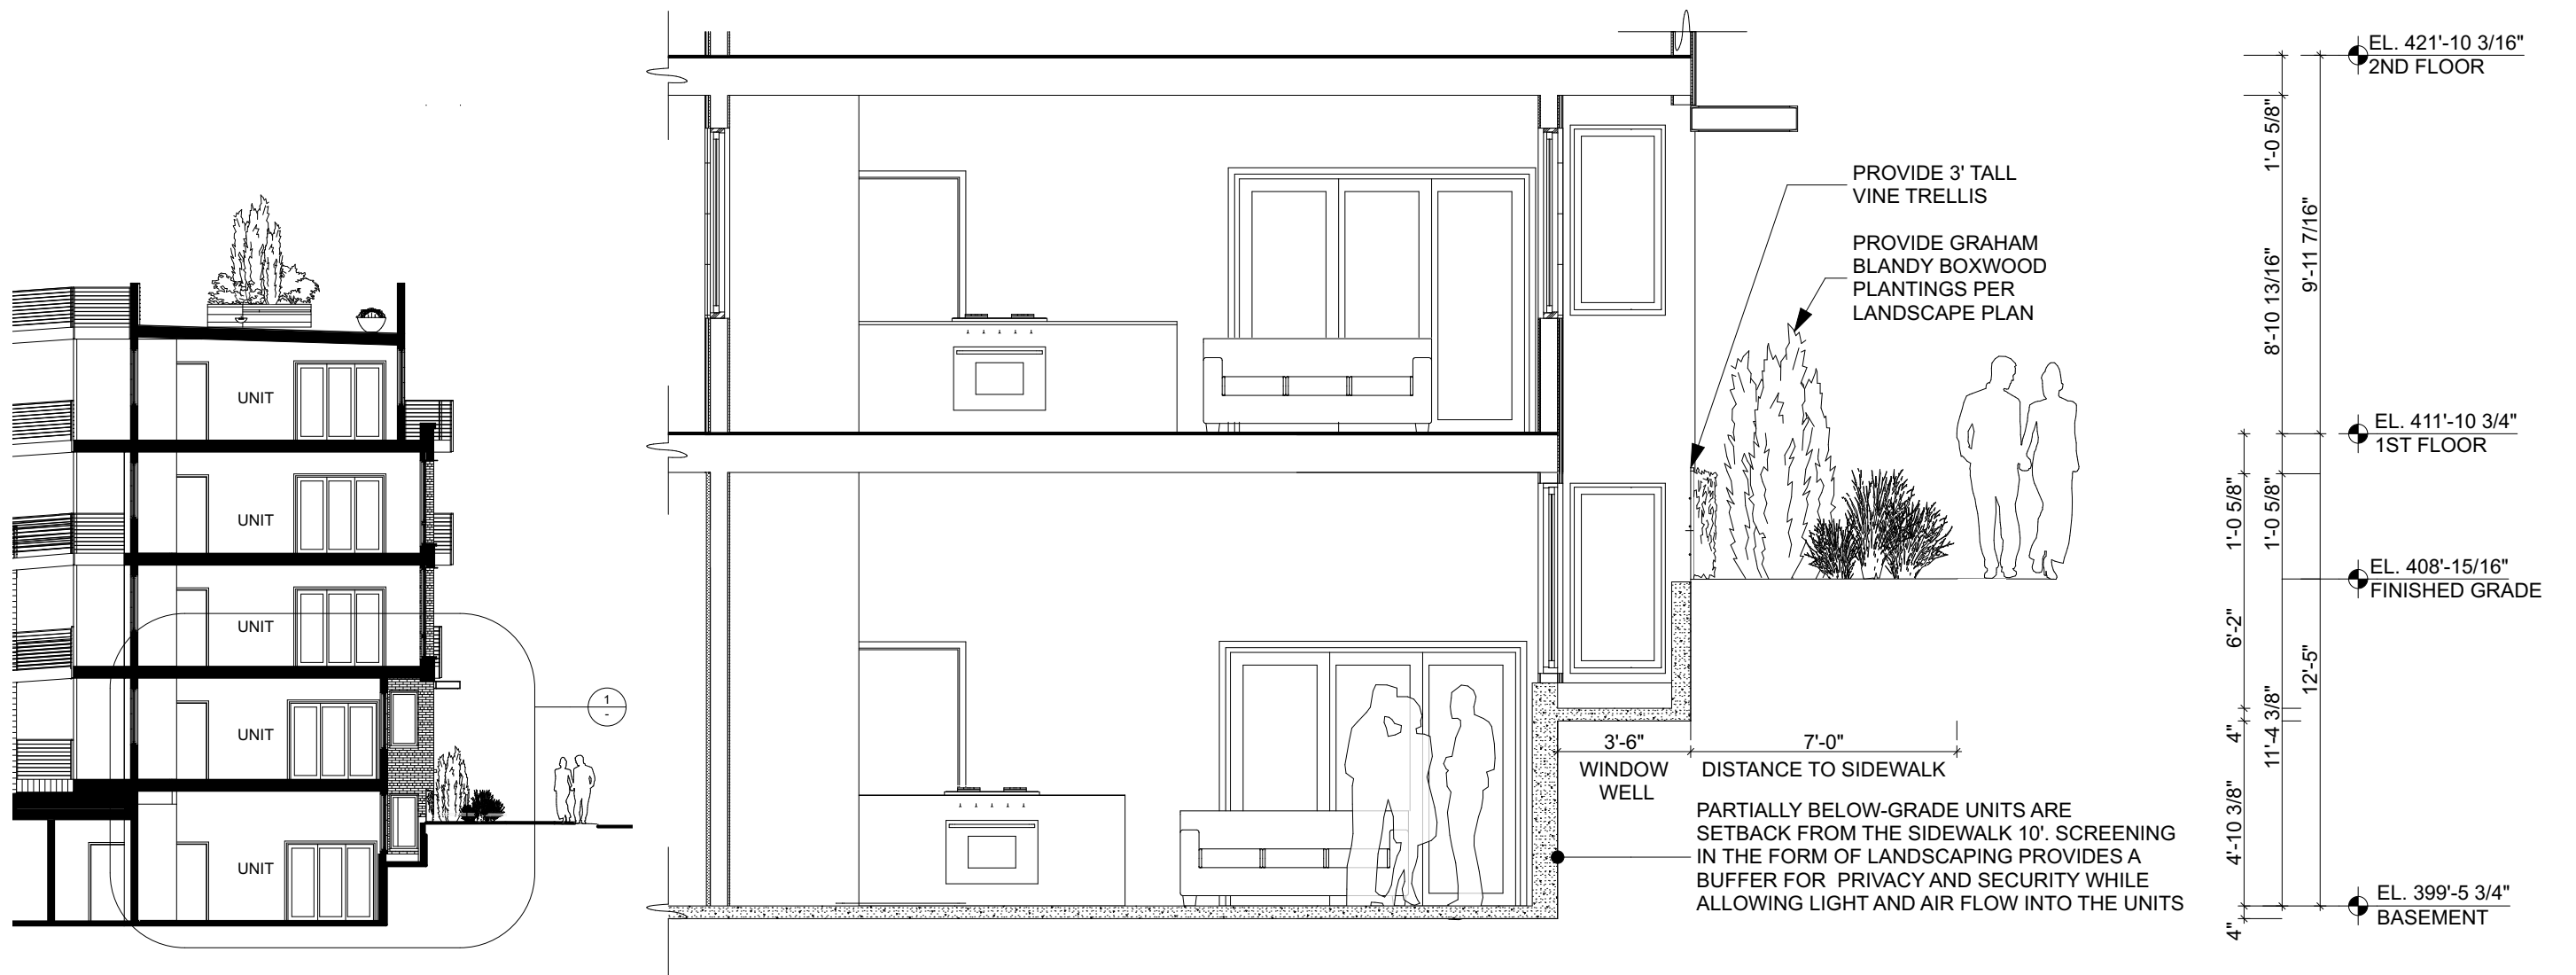 UNIT
UNIT
UNIT
UNIT
UNIT
1
-
PROVIDE 3' TALL
VINE TRELLIS
PROVIDE GRAHAM
BLANDY BOXWOOD
PLANTINGS PER
LANDSCAPE PLAN
3'-6"
WINDOW
WELL
7'-0"
DISTANCE TO SIDEWALK
PARTIALLY BELOW-GRADE UNITS ARE
SETBACK FROM THE SIDEWALK 10'. SCREENING
IN THE FORM OF LANDSCAPING PROVIDES A
BUFFER FOR PRIVACY AND SECURITY WHILE
ALLOWING LIGHT AND AIR FLOW INTO THE UNITS
1'-0 5/8"
6'-2"
4"
4'-10 3/8"
4"
1'-0 5/8"
8'-10 13/16"
1'-0 5/8"
11'-4 3/8"
9'-11 7/16"
12'-5"
EL. 421'-10 3/16"
2ND FLOOR
EL. 411'-10 3/4"
1ST FLOOR
EL. 408'-15/16"
FINISHED GRADE
EL. 399'-5 3/4"
BASEMENT